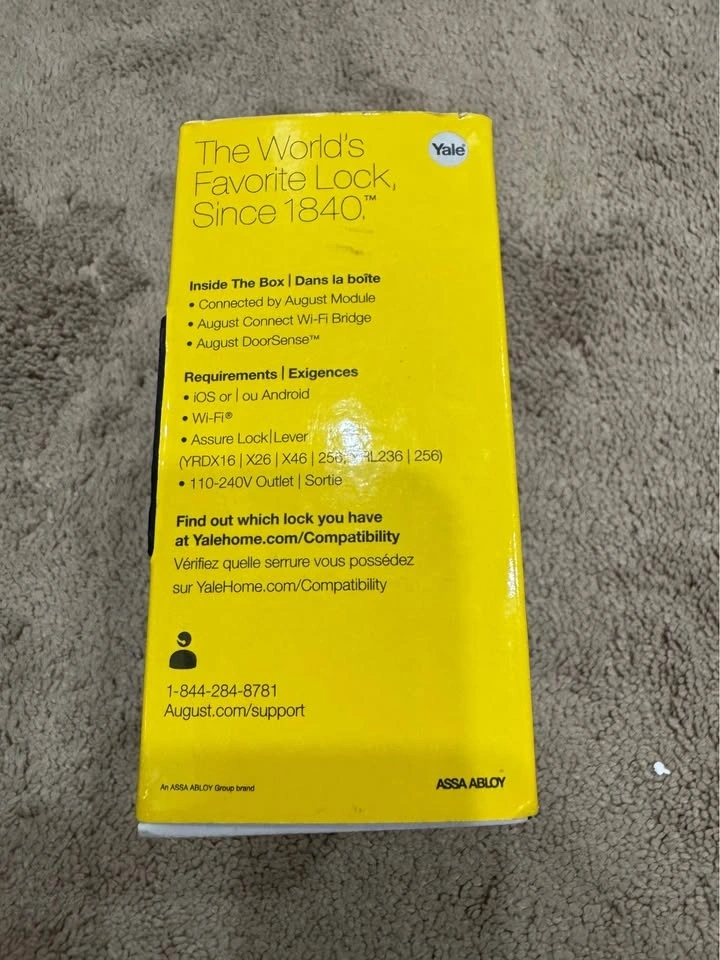 The World's
Favorite Lock,
Since 1840.™
Yale®
Inside The Box | Dans la boîte
• Connected by August Module
• August Connect Wi-Fi Bridge
• August DoorSense™
Requirements | Exigences
• iOS or | ou Android
• Wi-Fi®
• Assure Lock|Lever
(YRDX16 | X26 | X46 | 256, RL236 | 256)
• 110-240V Outlet | Sortie
Find out which lock you have
at Yalehome.com/Compatibility
Vérifiez quelle serrure vous possédez
sur YaleHome.com/Compatibility
1-844-284-8781
August.com/support
An ASSA ABLOY Group brand
ASSA ABLOY